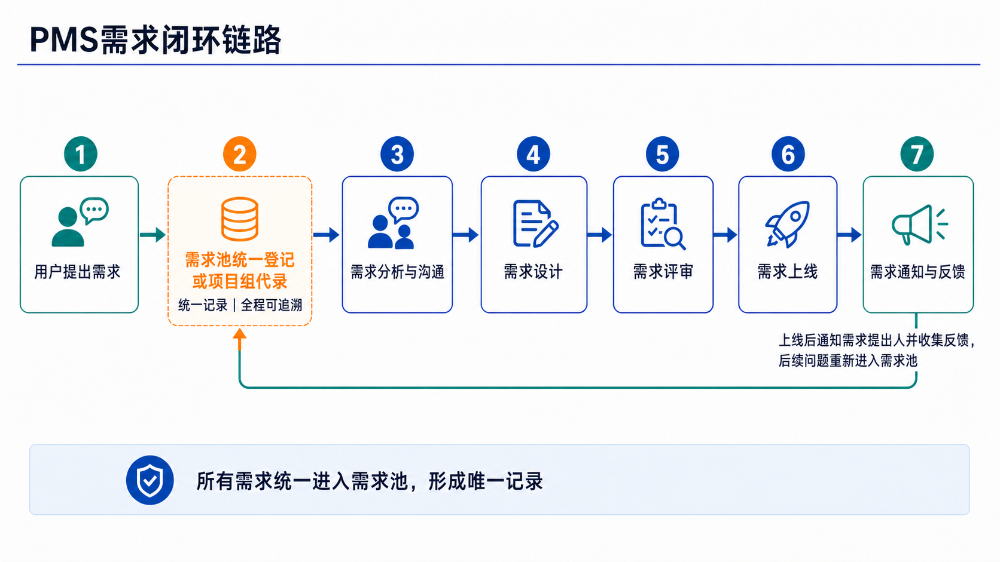 PMS需求闭环链路
1
用户提出需求
2
需求池统一登记
或项目组代录
统一记录｜全程可追溯
3
需求分析与沟通
4
需求设计
5
需求评审
6
需求上线
7
需求通知与反馈
上线后通知需求提出人并收集反馈，
后续问题重新进入需求池
所有需求统一进入需求池，形成唯一记录